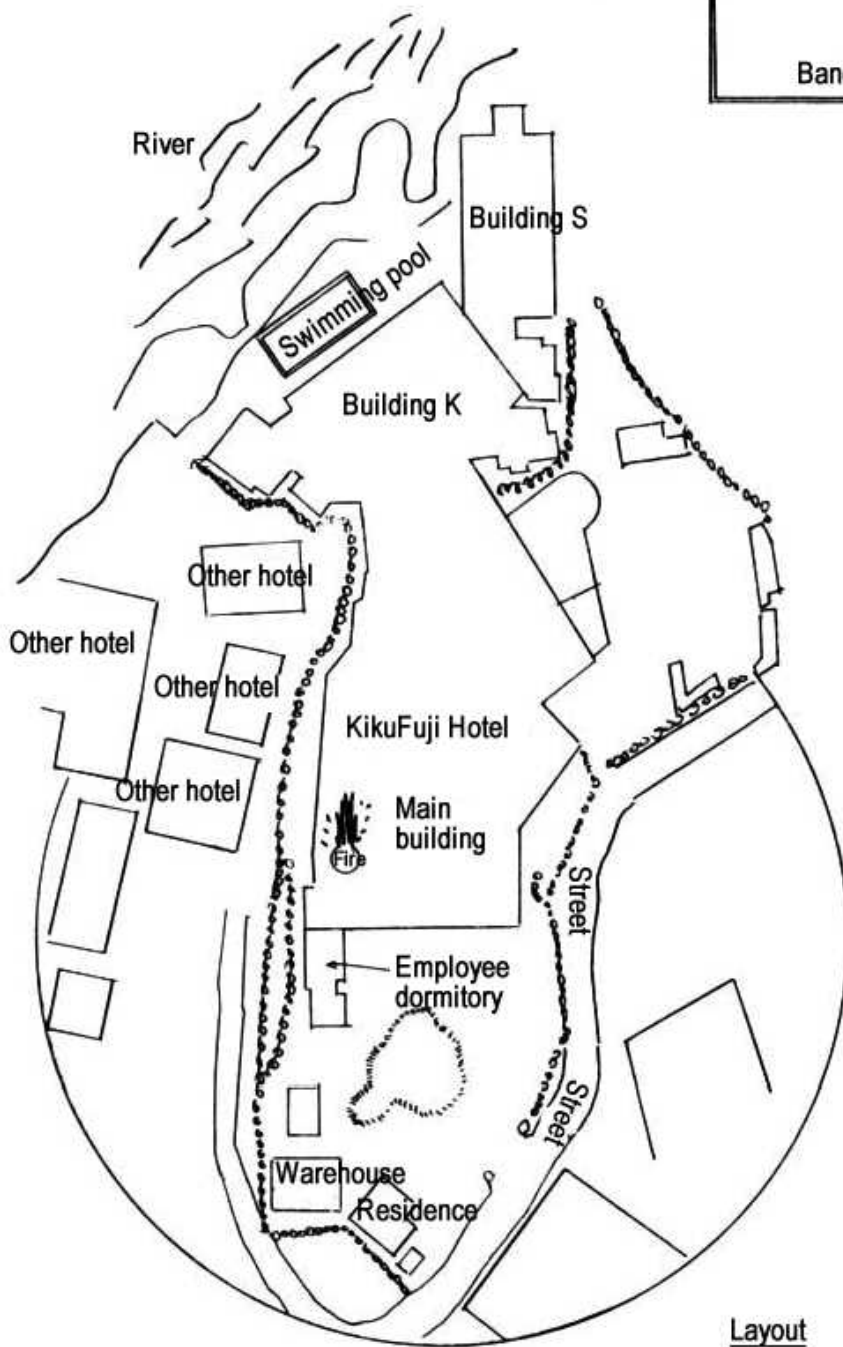 Ban
River
Building S
Swimming pool
Building K
Other hotel
Other hotel
Other hotel
KikuFuji Hotel
Other hotel
Main
building
Fire
Street
Employee
dormitory
Street
Warehouse
Residence
Layout